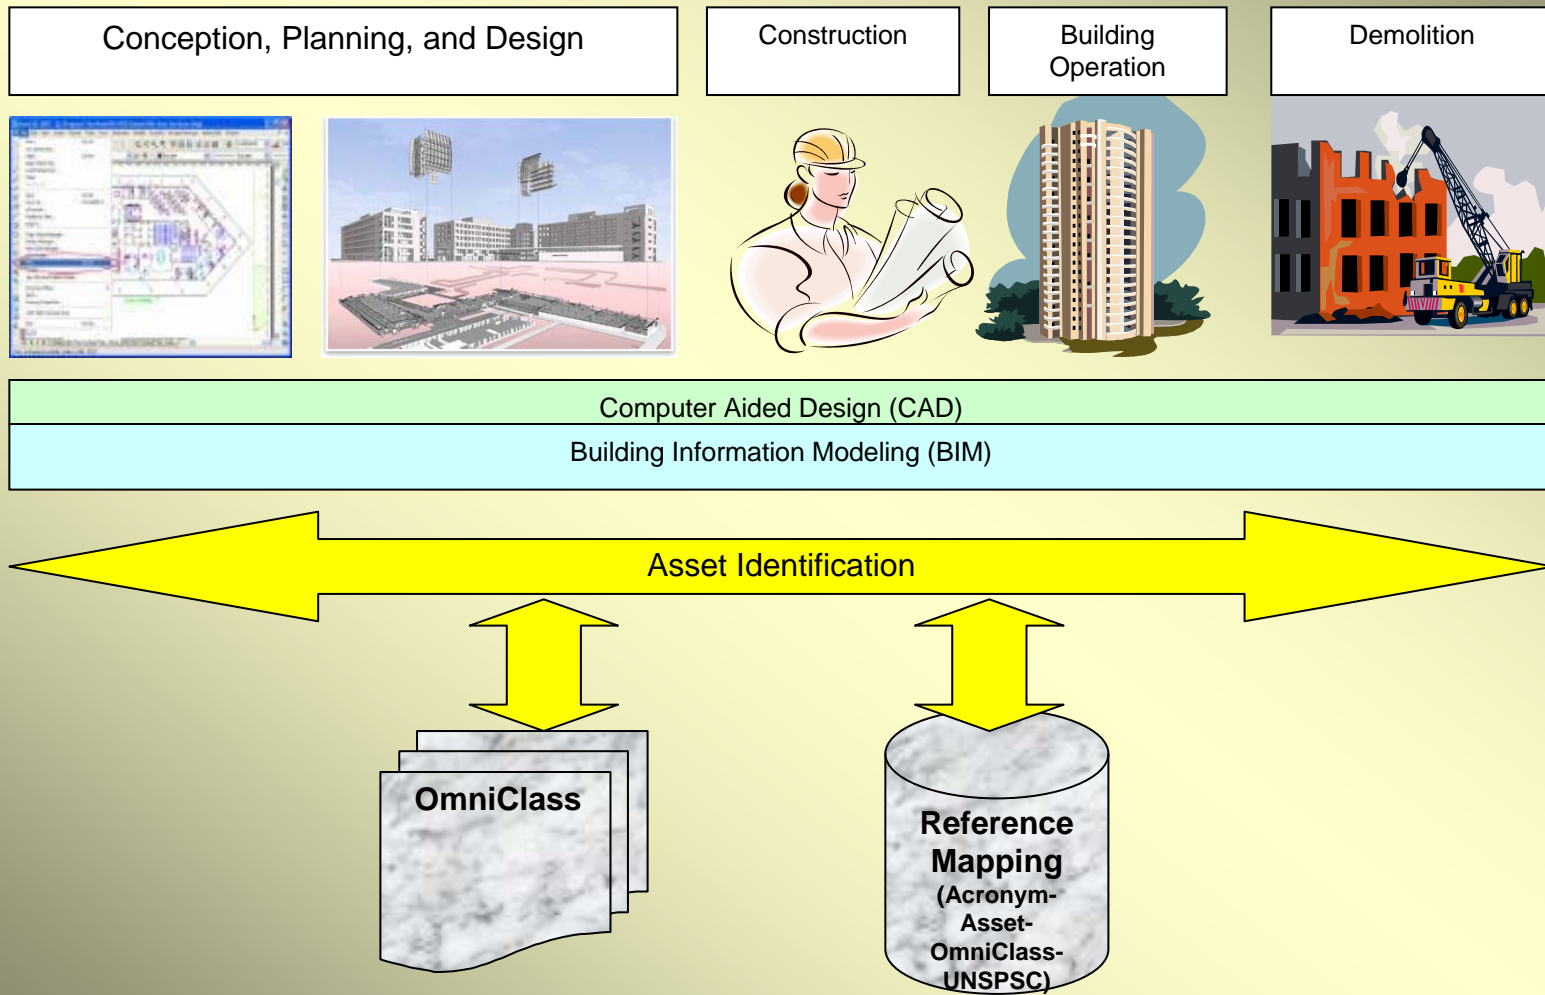 Conception, Planning, and Design
Construction
Building
Operation
Demolition
Computer Aided Design (CAD)
Building Information Modeling (BIM)
Asset Identification
OmniClass
Reference
Mapping
(Acronym-
Asset-
OmniClass-
UNSPSC)